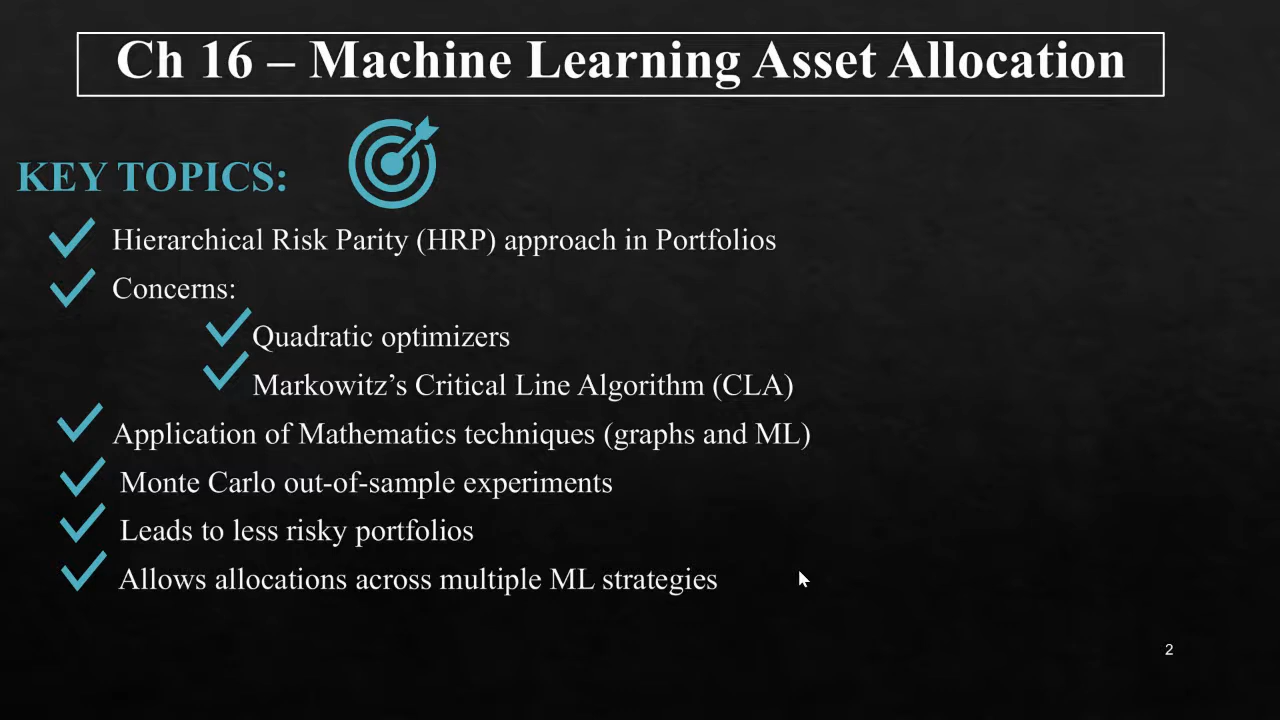 Ch 16 – Machine Learning Asset Allocation
KEY TOPICS:
Hierarchical Risk Parity (HRP) approach in Portfolios
Concerns:
Quadratic optimizers
Markowitz’s Critical Line Algorithm (CLA)
Application of Mathematics techniques (graphs and ML)
Monte Carlo out-of-sample experiments
Leads to less risky portfolios
Allows allocations across multiple ML strategies
2